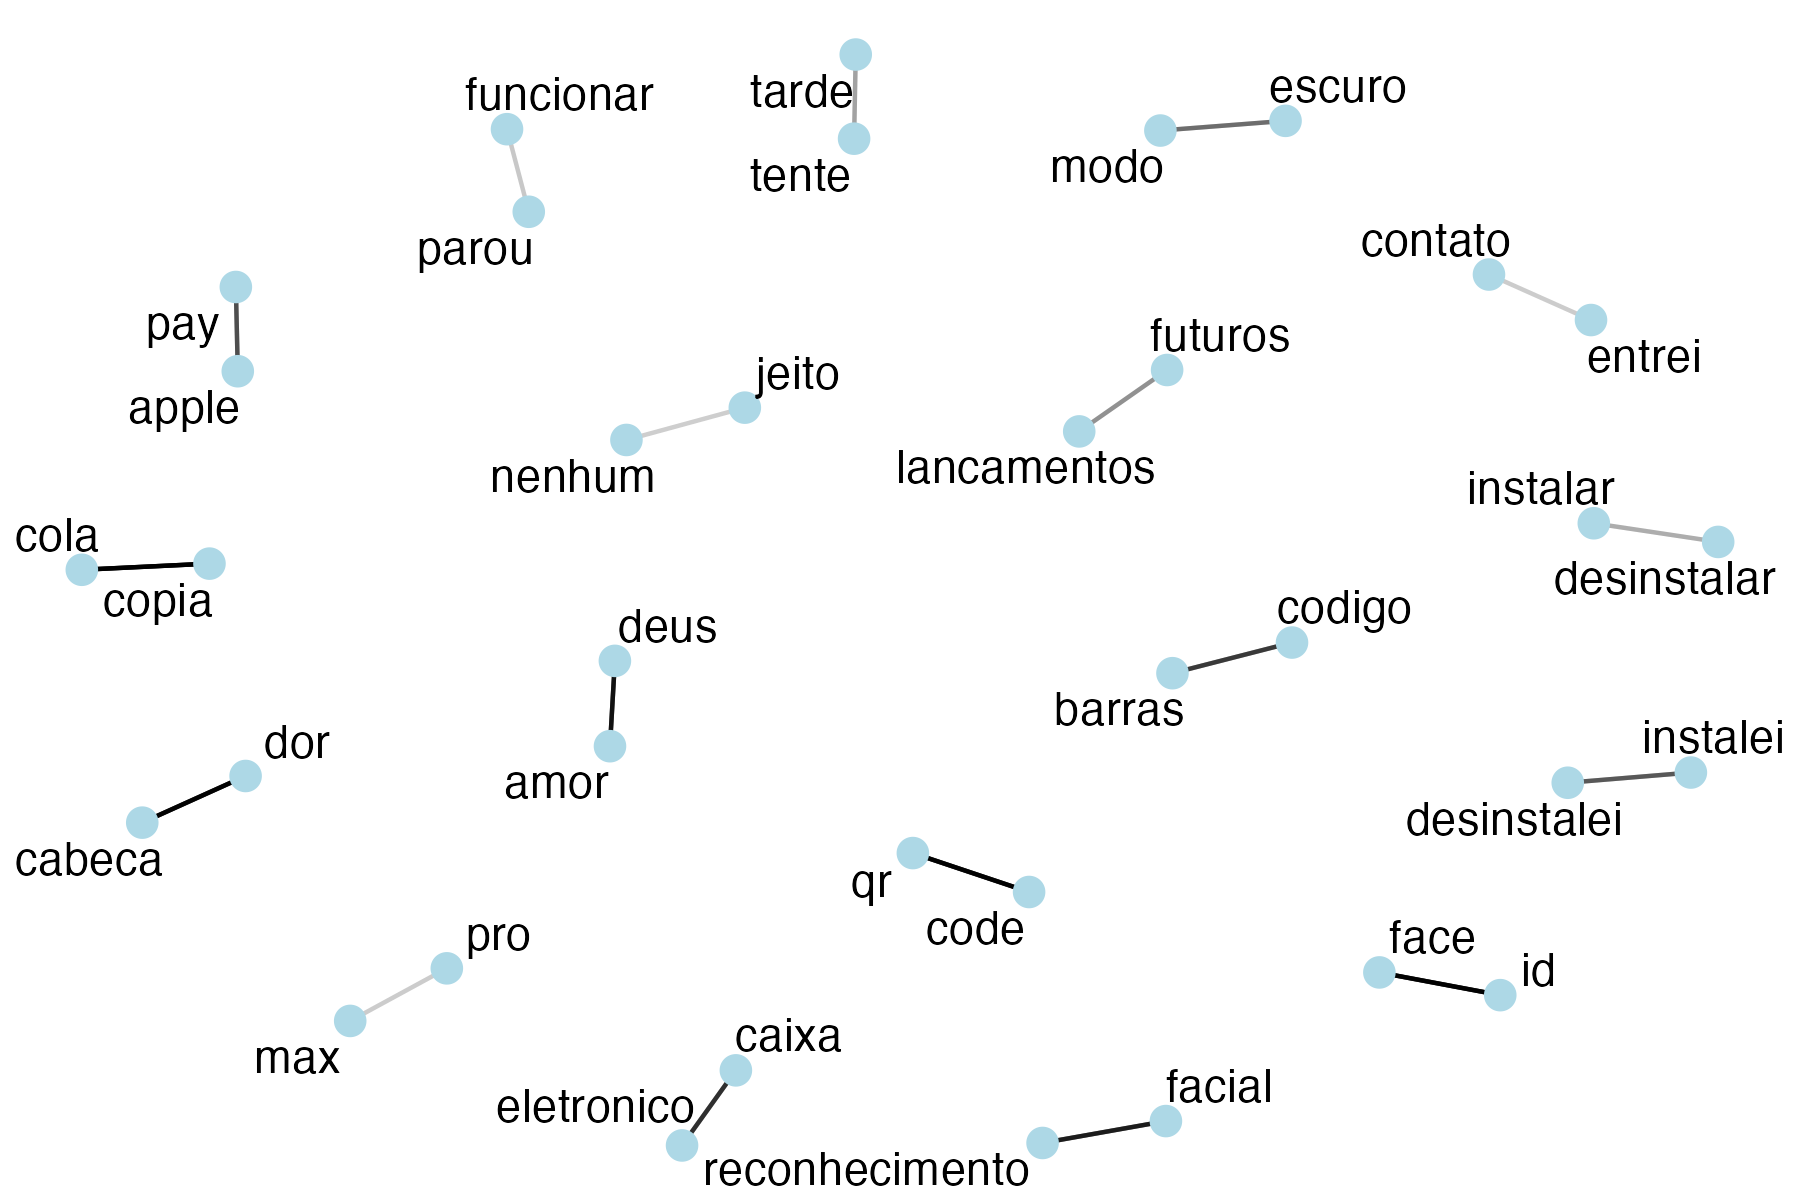 funcionar
parou
tarde
tente
escuro
modo
contato
entrei
pay
apple
jeito
nenhum
futuros
lancamentos
instalar
desinstalar
cola
copia
deus
amor
codigo
barras
dor
cabeca
instalei
desinstalei
qr
code
pro
max
face
id
caixa
eletronico
facial
reconhecimento